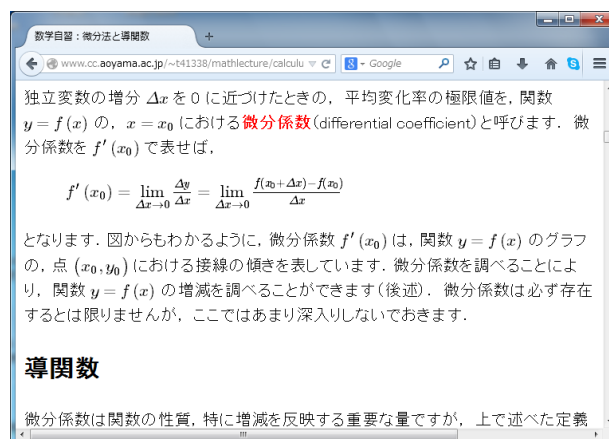 数学自習：微分法と導関数
www.cc.aoyama.ac.jp/~t41338/mathlecture/calculu
Google
独立変数の増分 Δx を 0 に近づけたときの，平均変化率の極限値を，関数
y = f (x) の， x = x₀ における微分係数(differential coefficient)と呼びます． 微
分係数を f′ (x₀) で表せば，
f′ (x₀) = lim_{Δx→0} Δy/Δx = lim_{Δx→0} f(x₀+Δx)−f(x₀)/Δx
となります．図からもわかるように，微分係数 f′ (x₀) は，関数 y = f (x) のグラフ
の，点 (x₀, y₀) における接線の傾きを表しています．微分係数を調べることによ
り，関数 y = f (x) の増減を調べることができます(後述)． 微分係数は必ず存在
するとは限りませんが，ここではあまり深入りしないでおきます．
導関数
微分係数は関数の性質，特に増減を反映する重要な量ですが，上で述べた定義